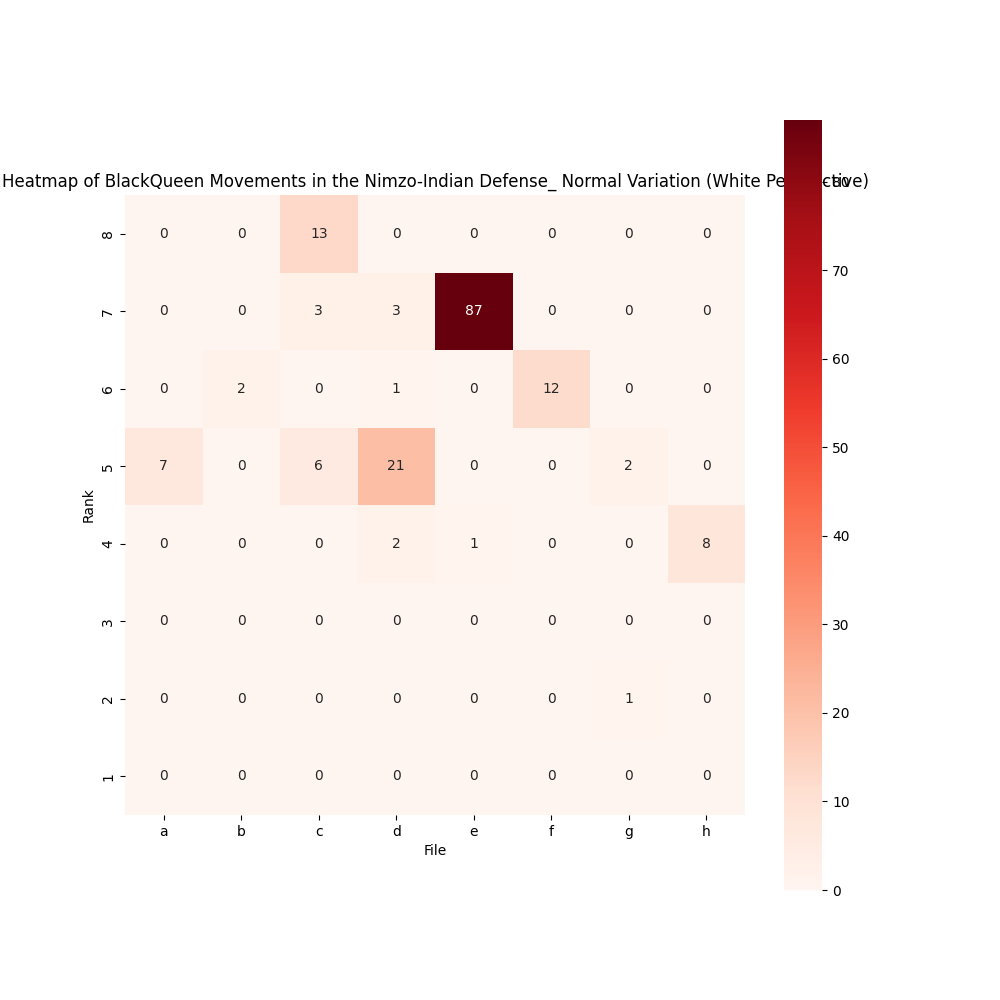 Heatmap of BlackQueen Movements in the Nimzo-Indian Defense_ Normal Variation (White
80
8 0 0 13 0 0 0 0 0
7 0 0 3 3 87 0 0 0
6 0 2 0 1 0 12 0 0
5 7 0 6 21 0 0 2 0
4 0 0 0 2 1 0 0 8
3 0 0 0 0 0 0 0 0
2 0 0 0 0 0 0 1 0
1 0 0 0 0 0 0 0 0
a b c d e f g h
File
Rank
70
60
50
40
30
20
10
0